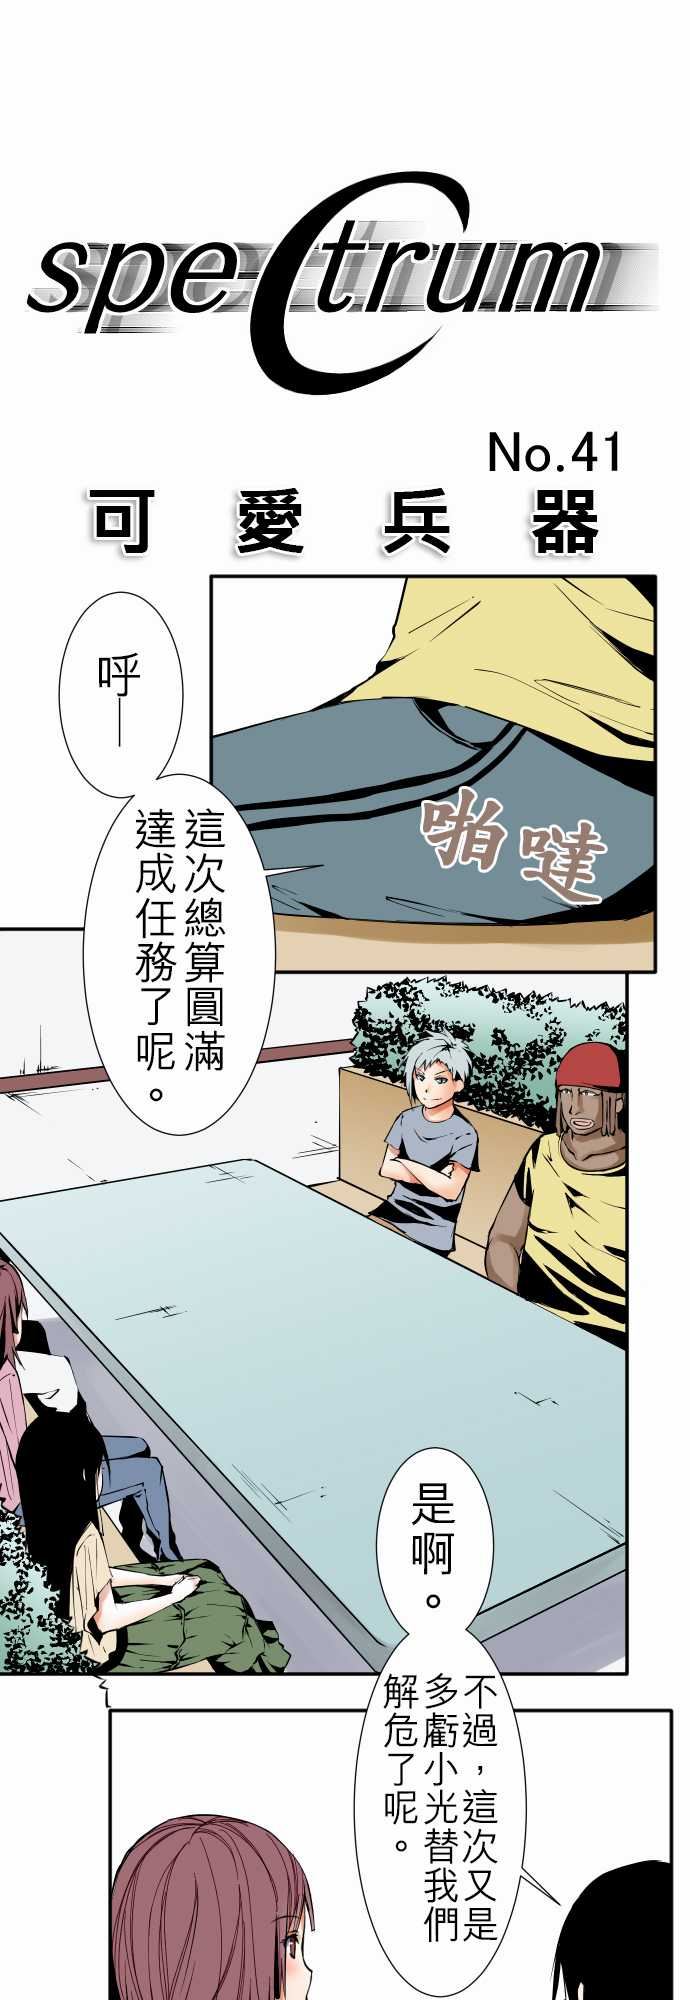 speCtrum
No.41
可愛兵器
呼—
這次總算圓滿
達成任務了呢。
啪噠
是啊。
不過，這次又是
多虧小光替我們
解危了呢。